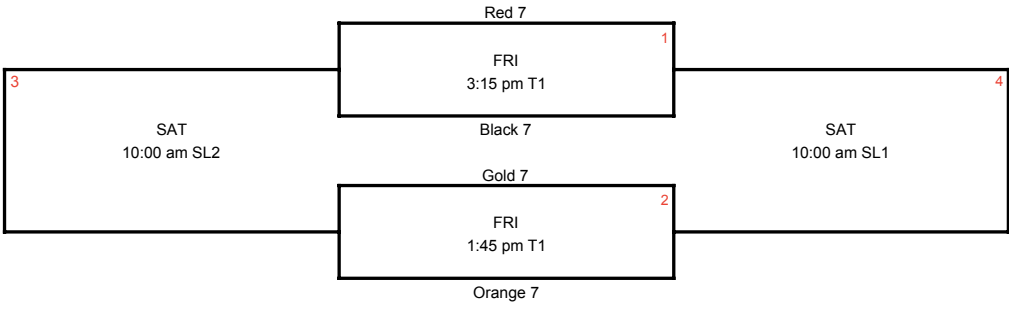 Red 7
1
FRI
3:15 pm T1
3
4
SAT
10:00 am SL2
Black 7
SAT
10:00 am SL1
Gold 7
2
FRI
1:45 pm T1
Orange 7